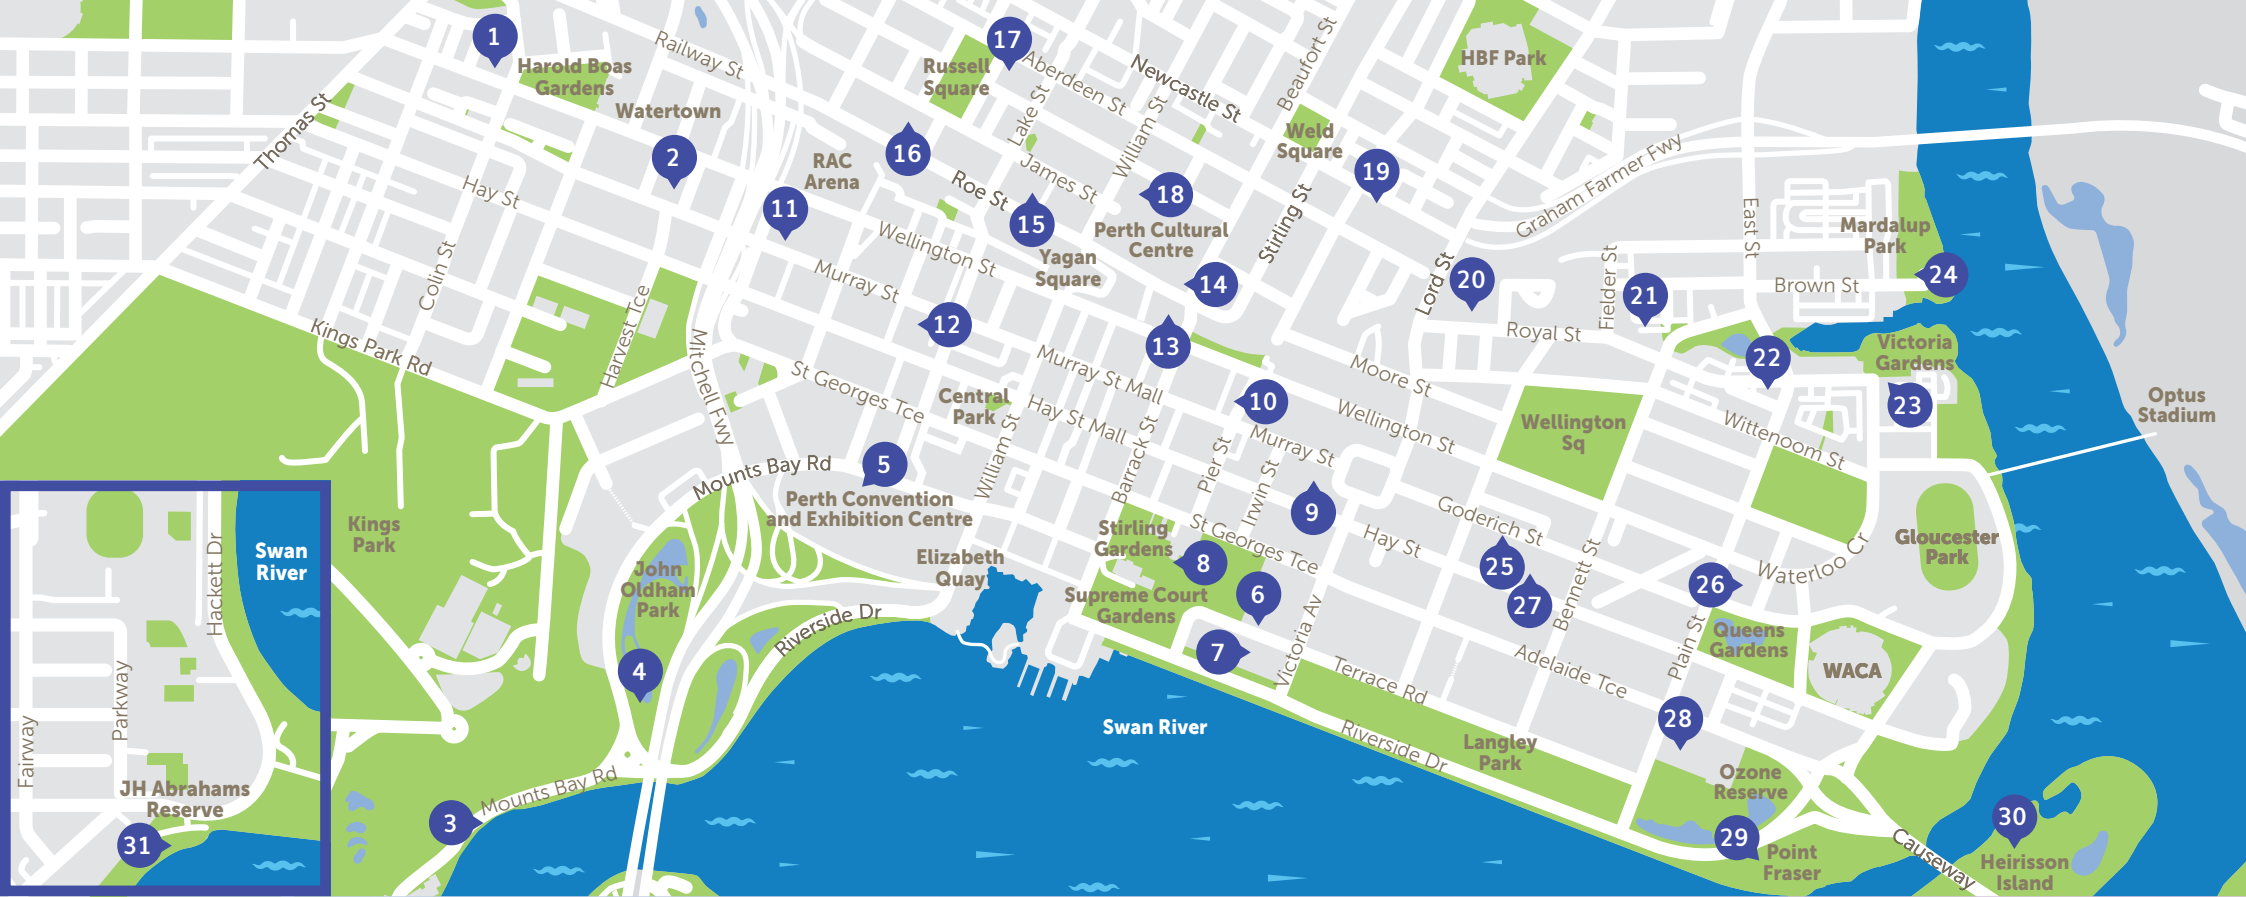 1
17
Railway St
Harold Boas
Gardens
Russell
Square
Aberdeen St
Newcastle St
Beaufort St
HBF Park
Thomas St
Watertown
Lake St
William St
Weld
Square
2
RAC
Arena
16
James St
Roe St
18
19
Graham Farmer Fwy
Hay St
11
15
Perth Cultural
Centre
Stirling St
East St
Mardalup
Park
Colin St
Wellington St
Yagan
Square
Murray St
14
Lord St
20
Fielder St
21
Brown St
24
Harvest Tce
12
13
Royal St
Kings Park Rd
Mitchell Fwy
St Georges Tce
Murray St Mall
Moore St
22
Victoria
Gardens
Central
Park
Hay St Mall
10
Wellington St
Wellington
Sq
23
Optus
Stadium
Wittenoom St
William St
Barrack St
Pier St
Murray St
Mounts Bay Rd
5
Irwin St
Perth Convention
and Exhibition Centre
9
Goderich St
Kings
Park
Stirling
Gardens
St Georges Tce
Hay St
Gloucester
Park
Hackett Dr
Swan
River
John
Oldham
Park
Elizabeth
Quay
8
25
Bennett St
Waterloo Cr
26
Supreme Court
Gardens
6
27
Riverside Dr
Victoria Av
Plain St
Queens
Gardens
7
WACA
Parkway
4
Terrace Rd
Adelaide Tce
Swan River
28
Fairway
Riverside Dr
Langley
Park
JH Abrahams
Reserve
Mounts Bay Rd
Ozone
Reserve
3
30
31
29
Point
Fraser
Causeway
Heirisson
Island